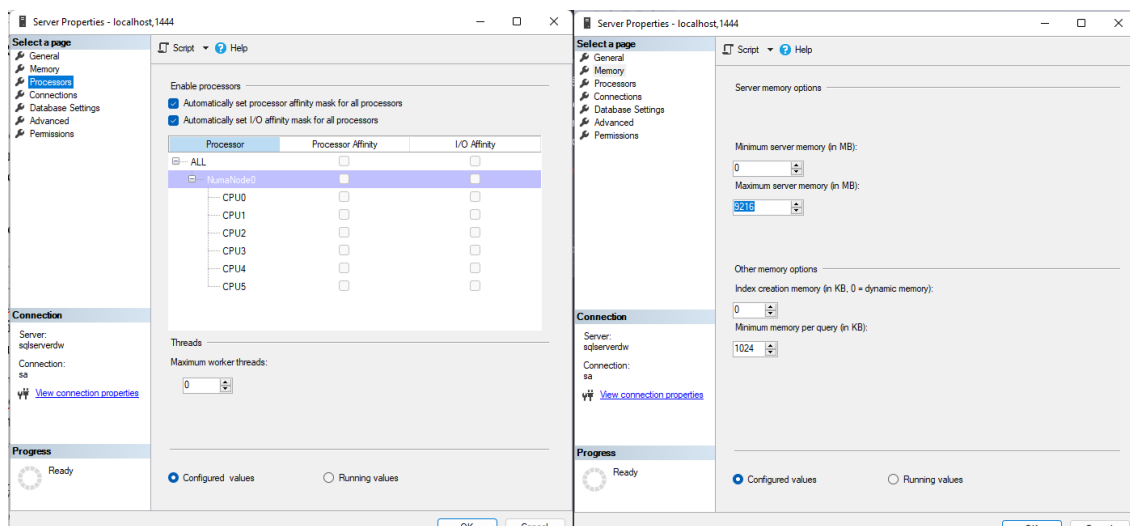 Server Properties - localhost,1444
Select a page
General
Memory
Processors
Connections
Database Settings
Advanced
Permissions
Script
Help
Enable processors
Automatically set processor affinity mask for all processors
Automatically set I/O affinity mask for all processors
Processor Processor Affinity I/O Affinity
ALL
NumaNode0
CPU0
CPU1
CPU2
CPU3
CPU4
CPU5
Threads
Maximum worker threads:
0
Connection
Server:
sqlserverdw
Connection:
sa
View connection properties
Progress
Ready
Configured values Running values
Server Properties - localhost,1444
Select a page
General
Memory
Processors
Connections
Database Settings
Advanced
Permissions
Script
Help
Server memory options
Minimum server memory (in MB):
0
Maximum server memory (in MB):
9216
Other memory options
Index creation memory (in KB, 0 = dynamic memory):
0
Minimum memory per query (in KB):
1024
Connection
Server:
sqlserverdw
Connection:
sa
View connection properties
Progress
Ready
Configured values Running values